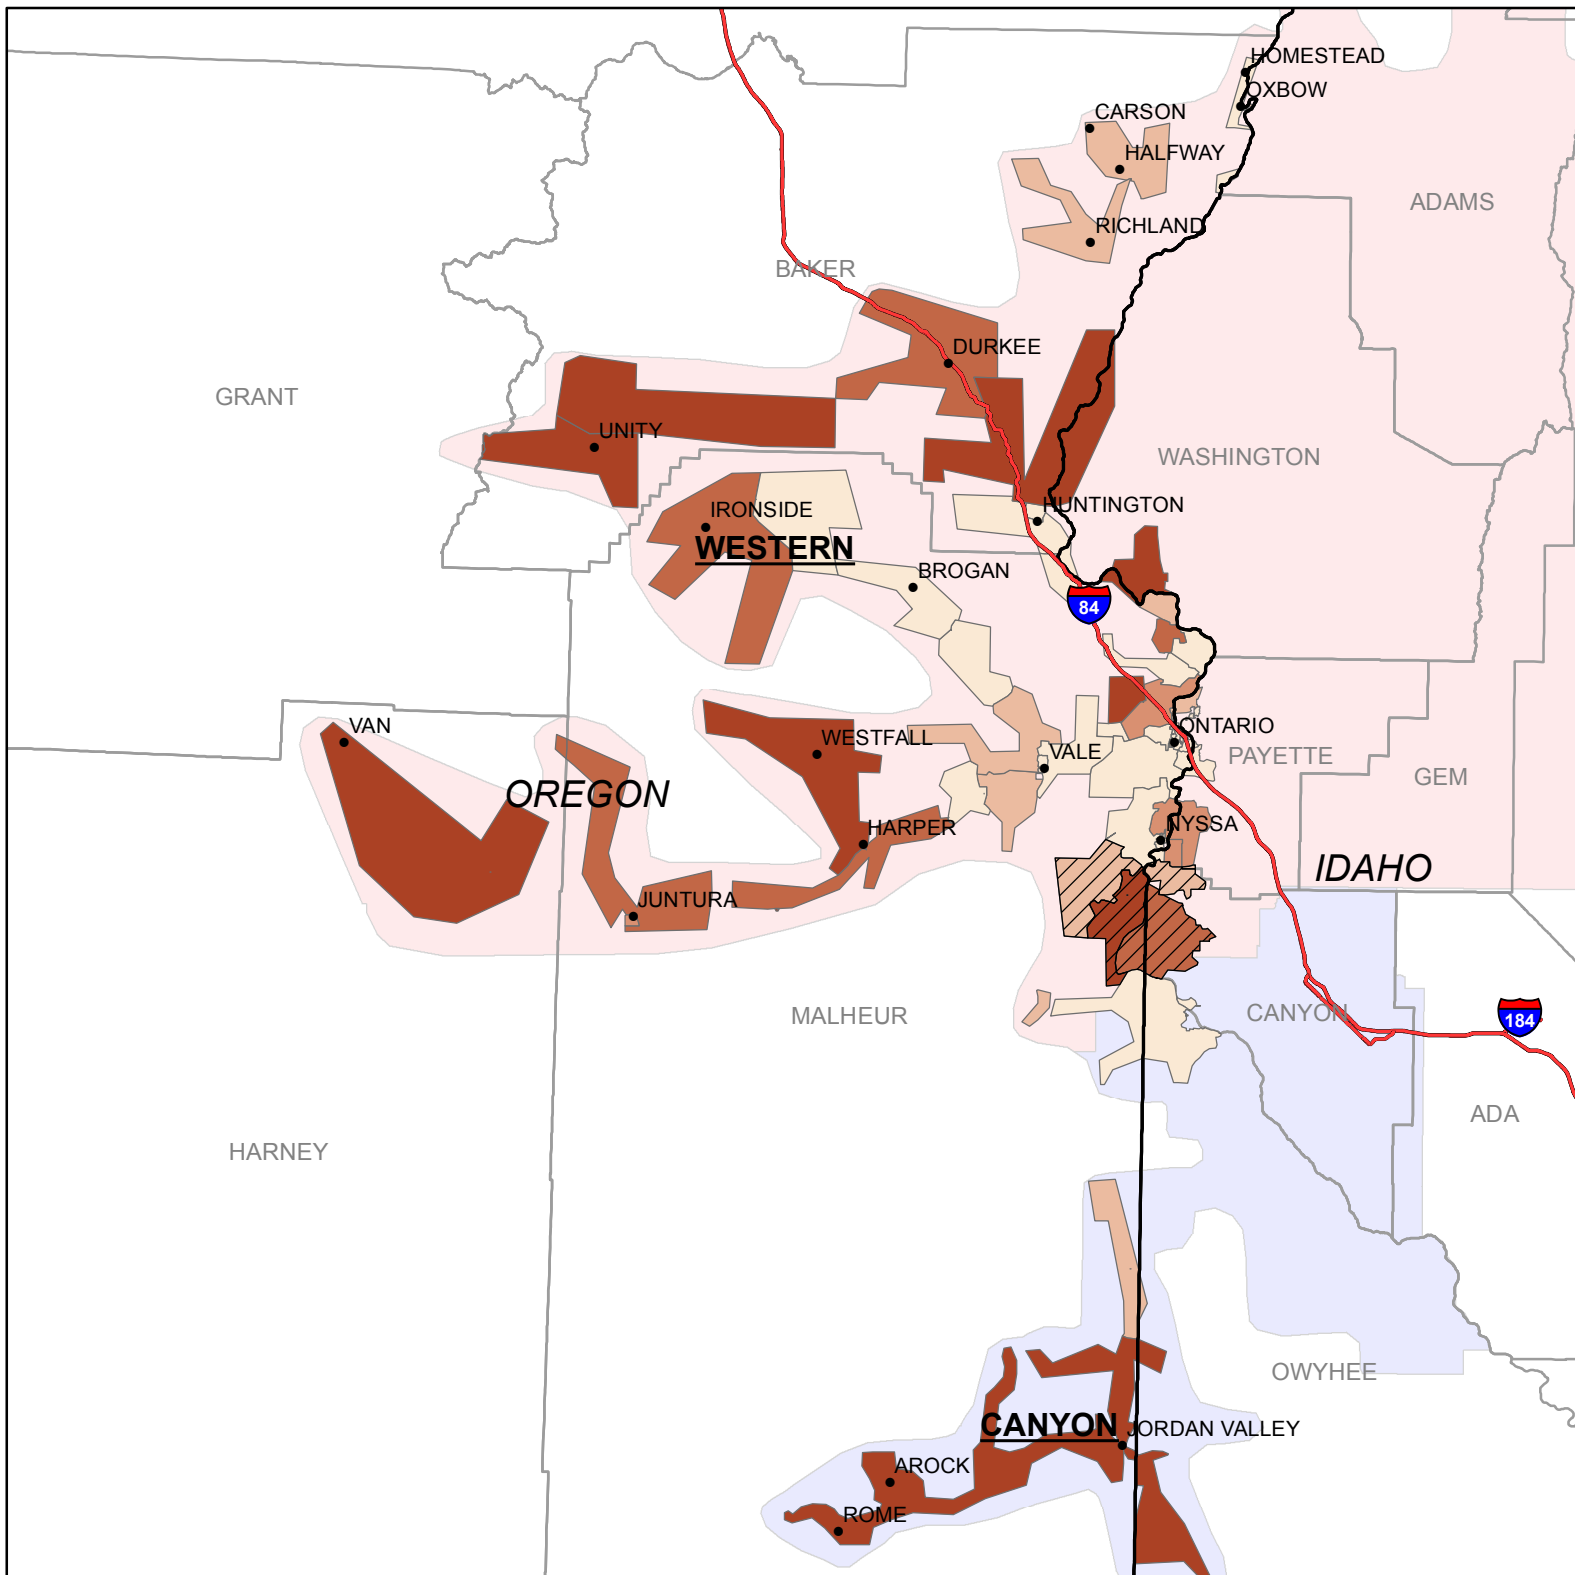 HOMESTEAD
OXBOW
CARSON
HALFWAY
ADAMS
RICHLAND
BAKER
DURKEE
GRANT
UNITY
WASHINGTON
HUNTINGTON
IRONSIDE
WESTERN
BROGAN
84
VAN
ONTARIO
WESTFALL
VALE
PAYETTE
GEM
OREGON
HARPER
NYSSA
IDAHO
JUNTURA
MALHEUR
CANYON
184
ADA
HARNEY
OWYHEE
CANYON
JORDAN VALLEY
AROCK
ROME